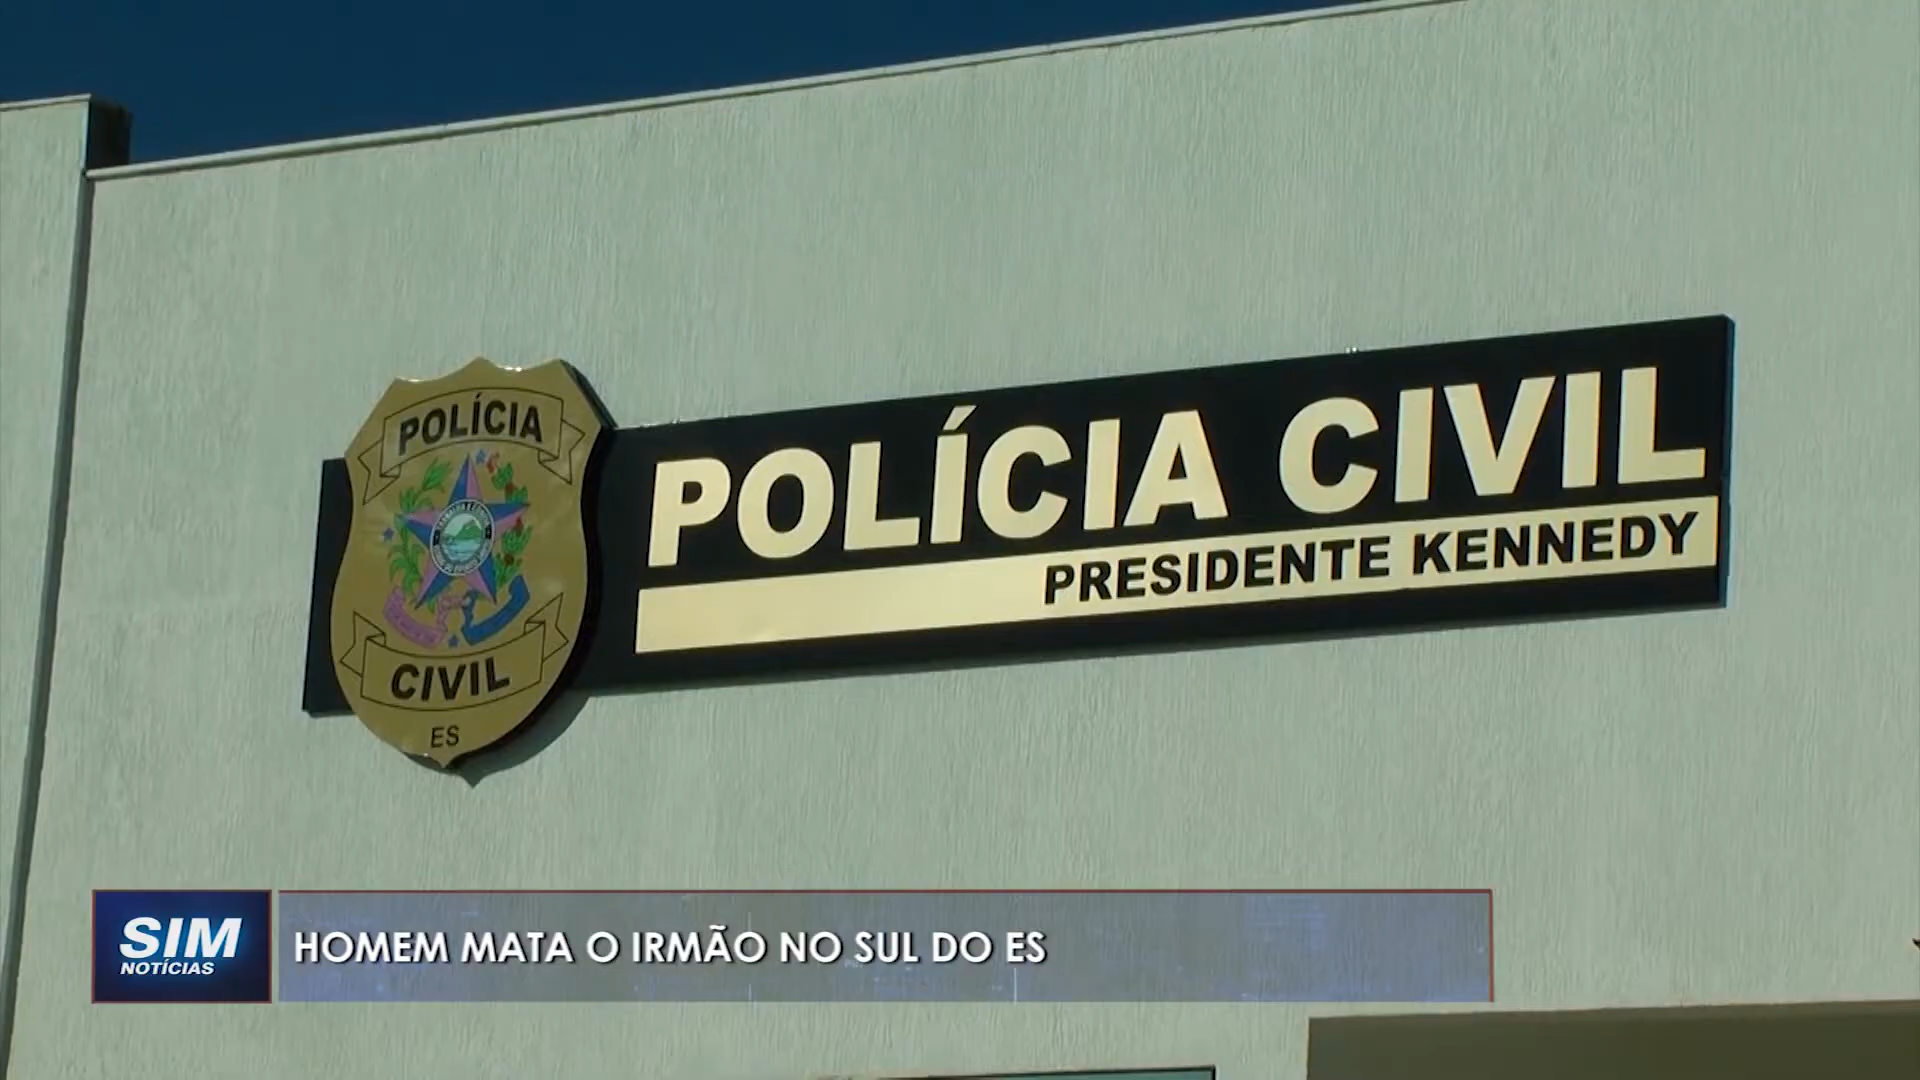 POLÍCIA
CIVIL
ES
POLÍCIA CIVIL
PRESIDENTE KENNEDY
SIM
NOTÍCIAS
HOMEM MATA O IRMÃO NO SUL DO ES